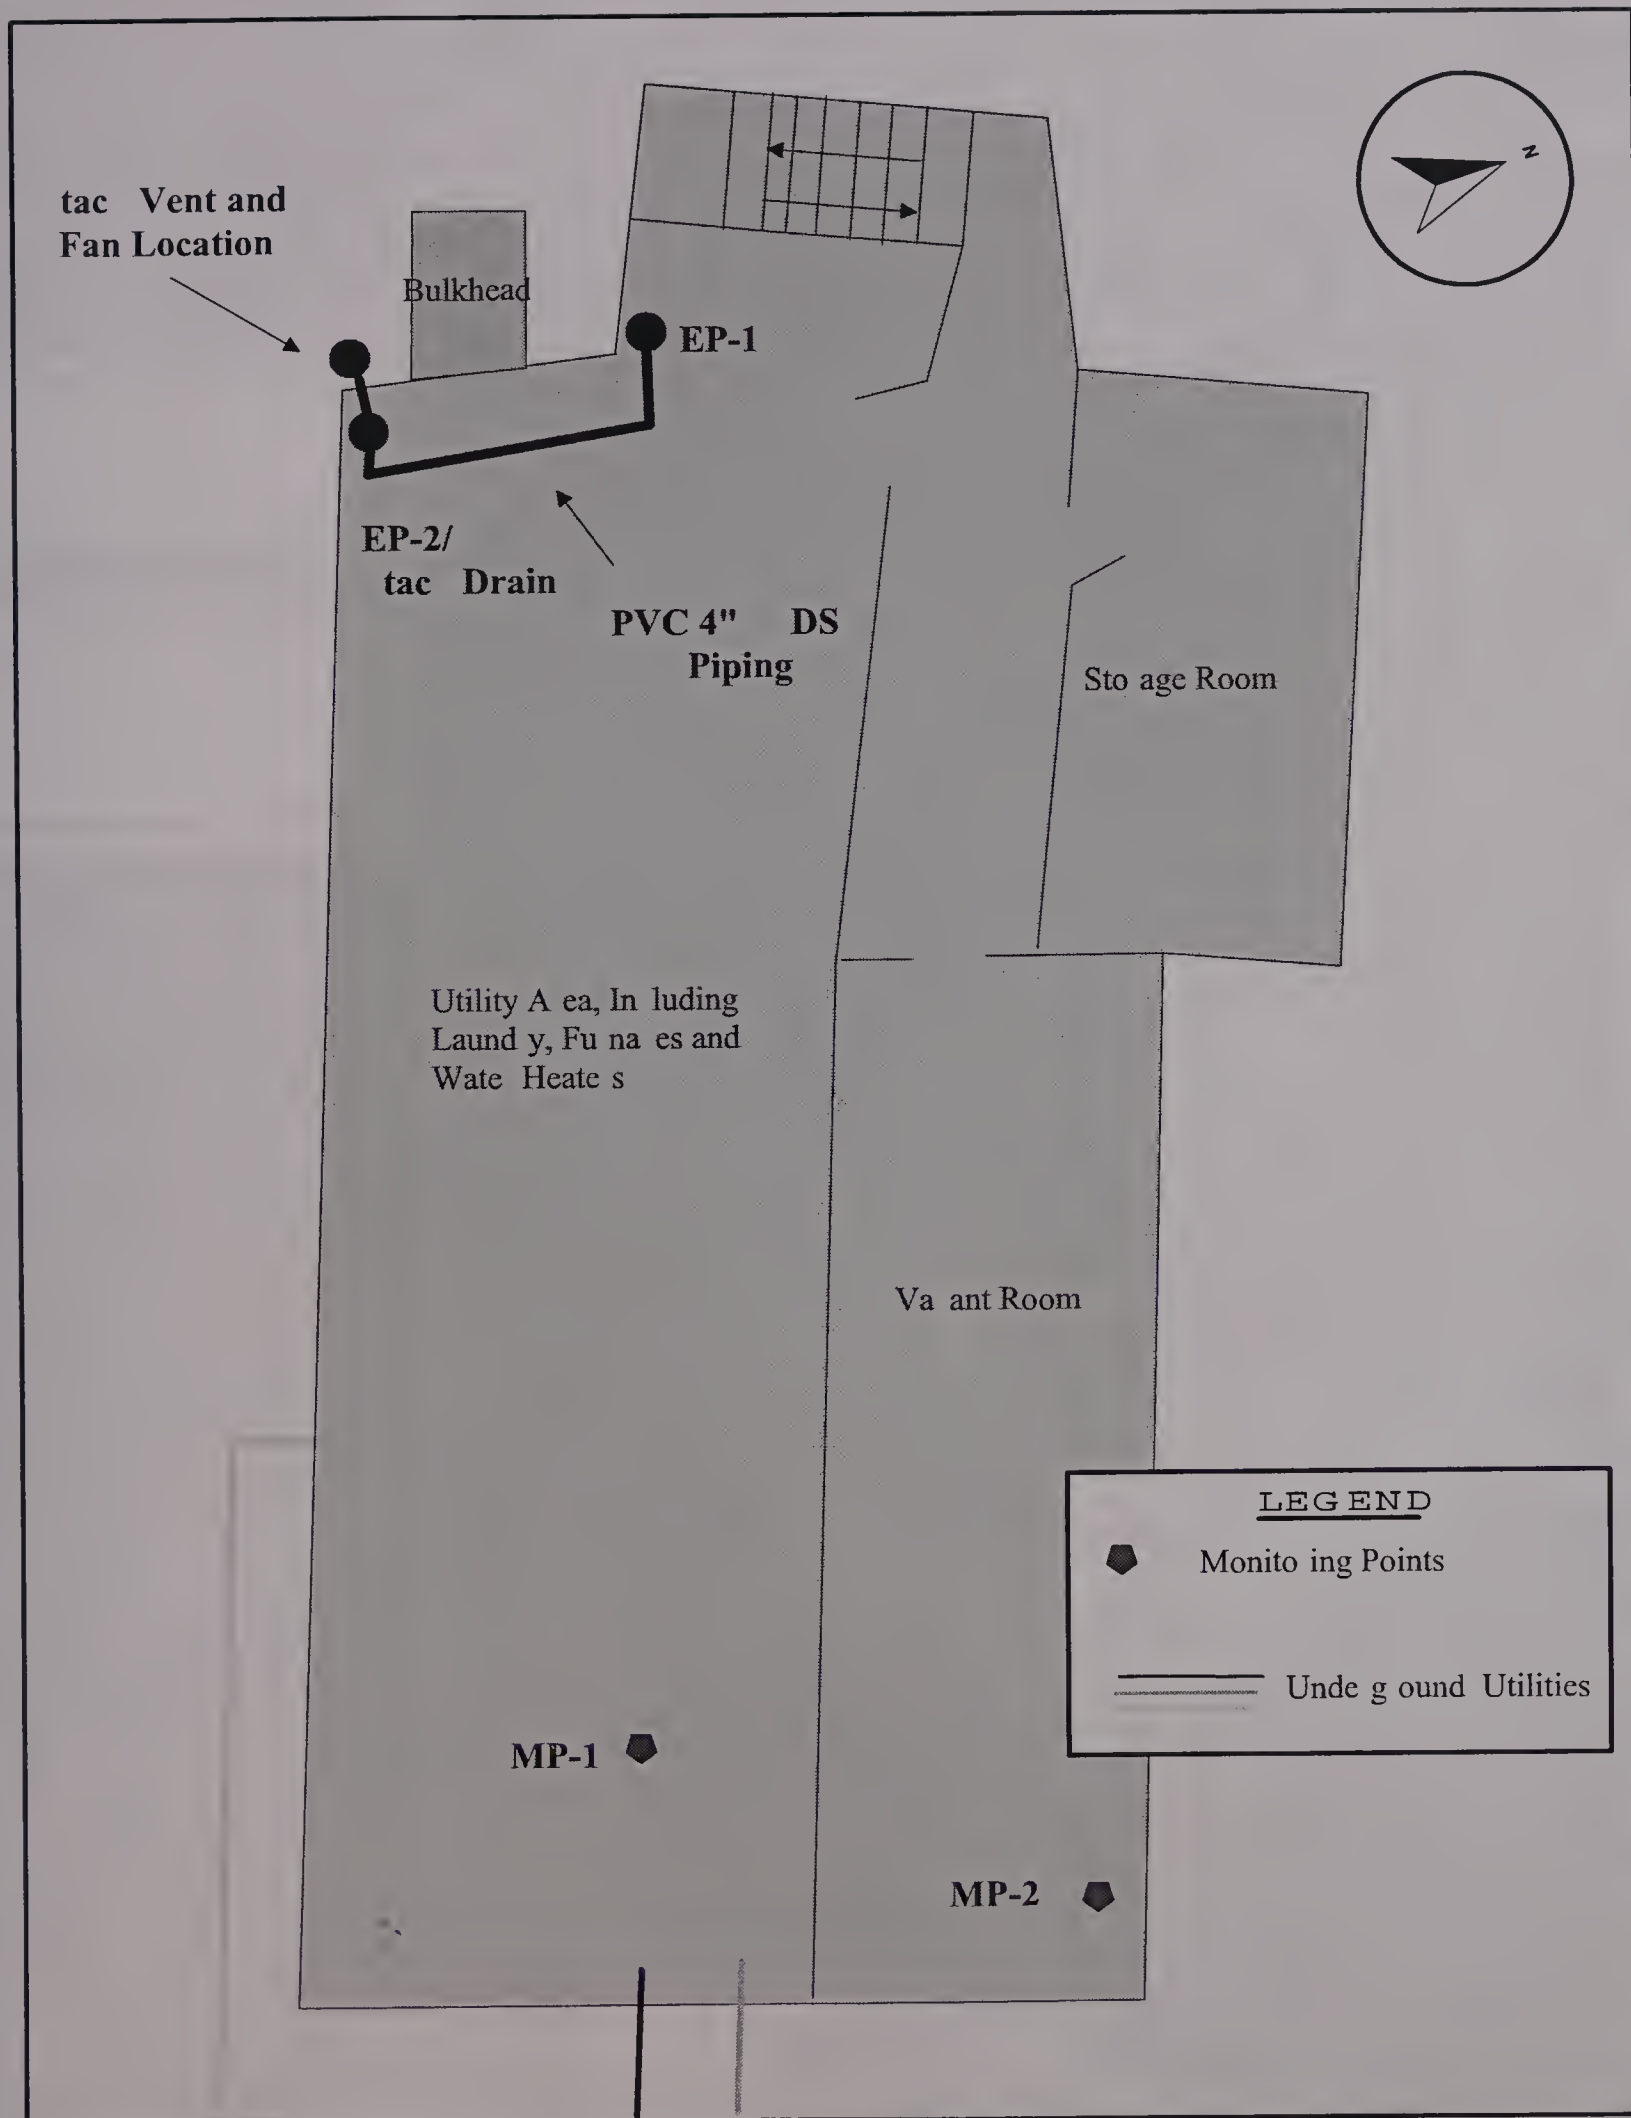 N
tac Vent and
Fan Location
Bulkhead
EP-1
EP-2/
tac Drain
PVC 4" DS
Piping
Sto age Room
Utility A ea, In luding
Laund y, Fu na es and
Wate Heate s
Va ant Room
LEGEND
Monito ing Points
Unde g ound Utilities
MP-1
MP-2